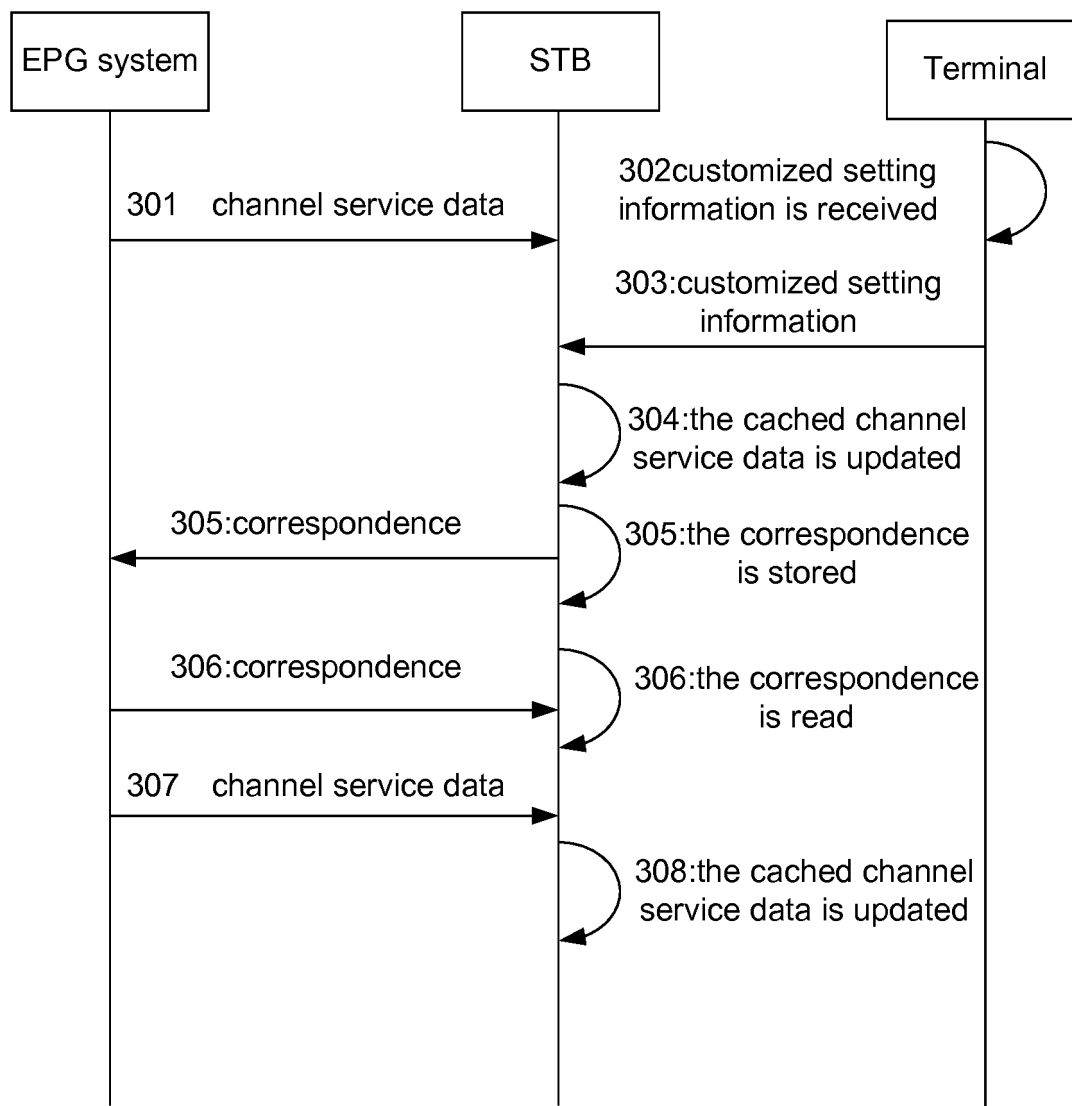 EPG system
STB
Terminal
301 channel service data
302customized setting
information is received
303:customized setting
information
304:the cached channel
service data is updated
305:correspondence
305:the correspondence
is stored
306:correspondence
306:the correspondence
is read
307 channel service data
308:the cached channel
service data is updated